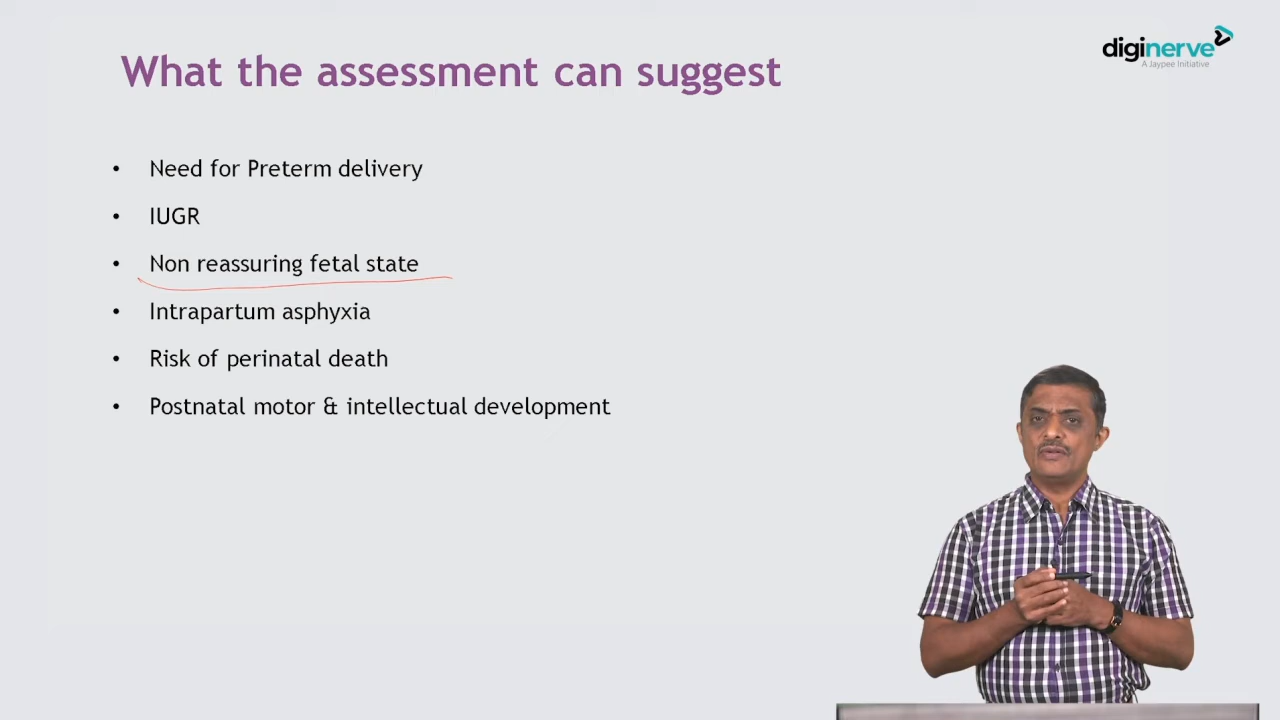 What the assessment can suggest
diginerve
A Jaypee Initiative
• Need for Preterm delivery
• IUGR
• Non reassuring fetal state
• Intrapartum asphyxia
• Risk of perinatal death
• Postnatal motor & intellectual development